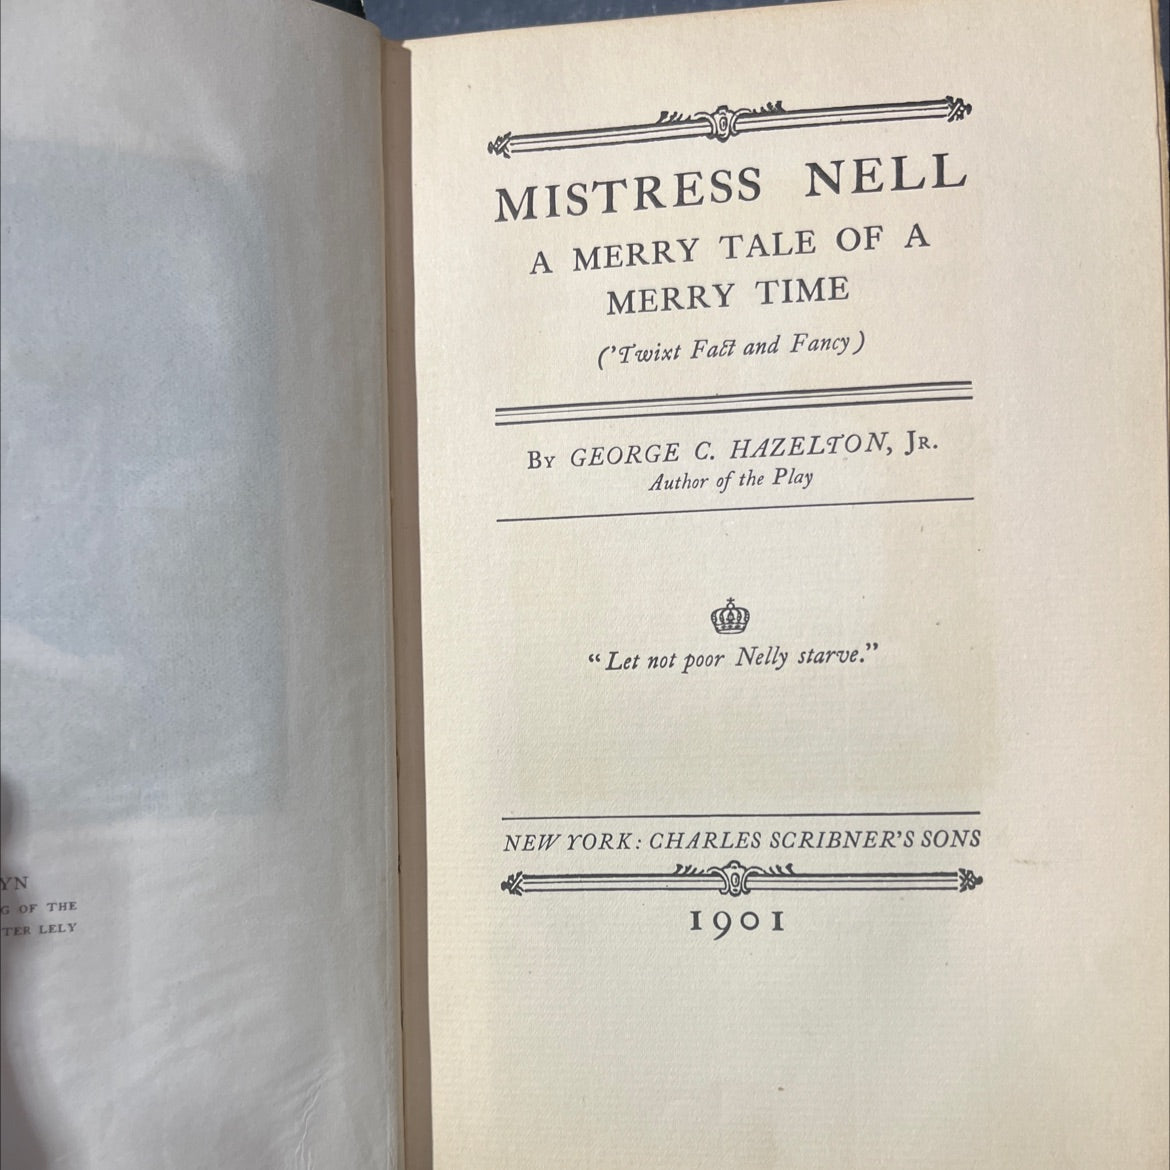 YN
G OF THE
TER LELY
MISTRESS NELL
A MERRY TALE OF A
MERRY TIME
('Twixt Fact and Fancy)
By GEORGE C. HAZELTON, Jr.
Author of the Play
“Let not poor Nelly starve.”
NEW YORK: CHARLES SCRIBNER'S SONS
1901